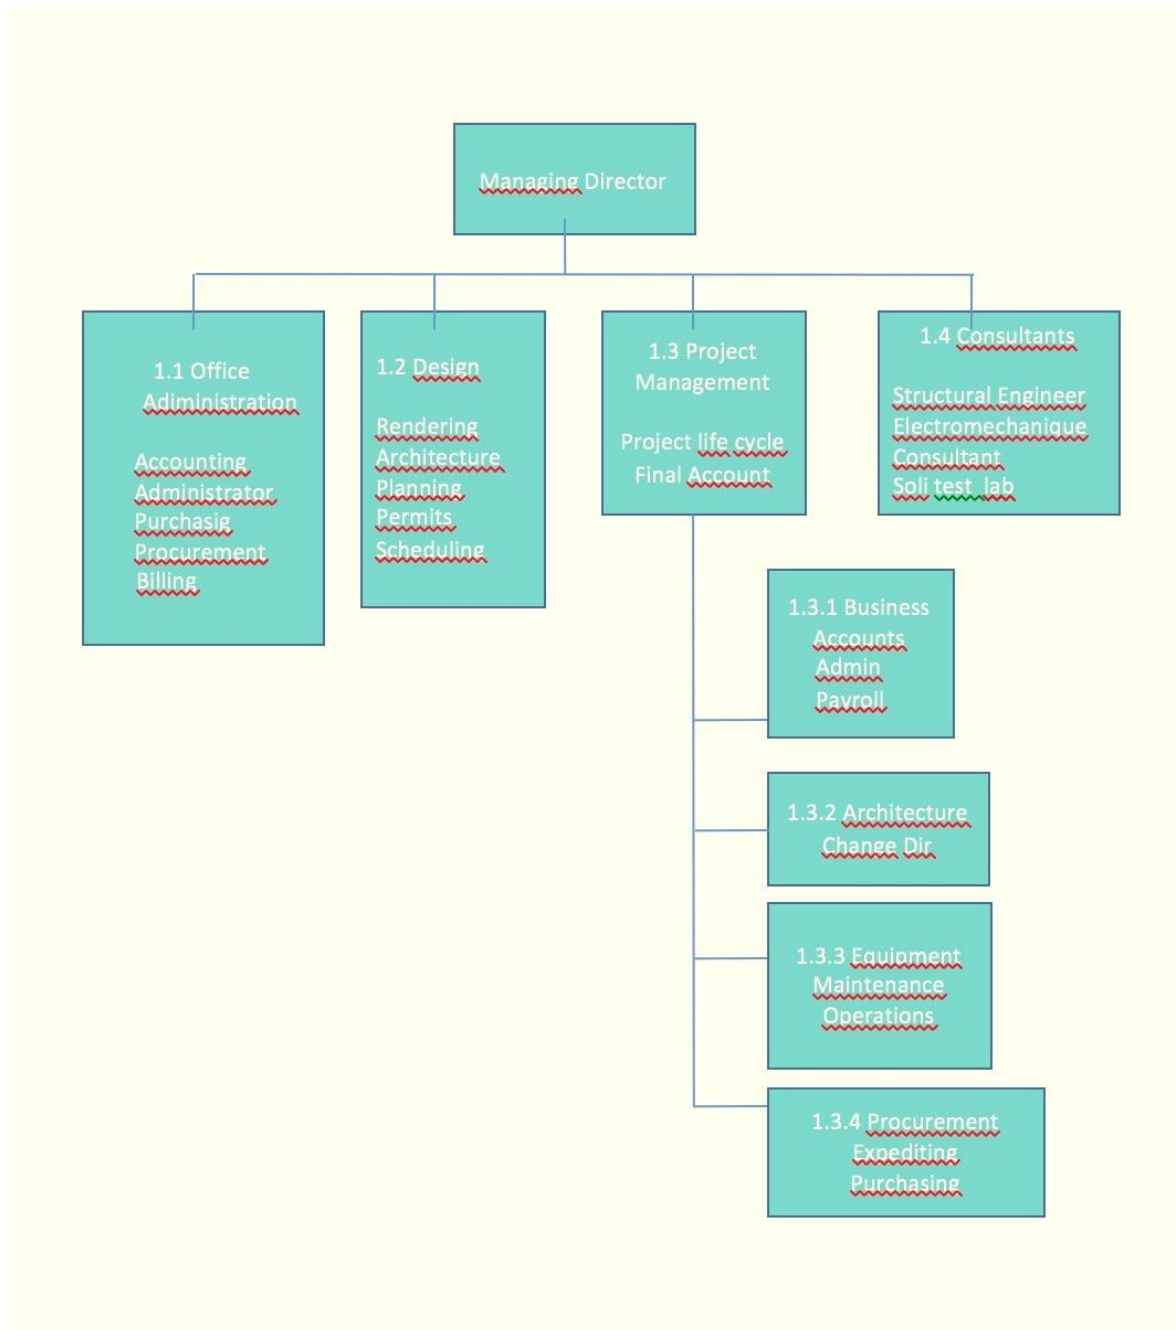 Managing Director
1.1 Office
Adiministration
Accounting
Administrator
Purchasig
Procurement
Billing
1.2 Design
Rendering
Architecture
Planning
Permits
Scheduling
1.3 Project
Management
Project life cycle
Final Account
1.4 Consultants
Structural Engineer
Electromechanique
Consultant
Soli test lab
1.3.1 Business
Accounts
Admin
Payroll
1.3.2 Architecture
Change Dir
1.3.3 Equipment
Maintenance
Operations
1.3.4 Procurement
Expediting
Purchasing